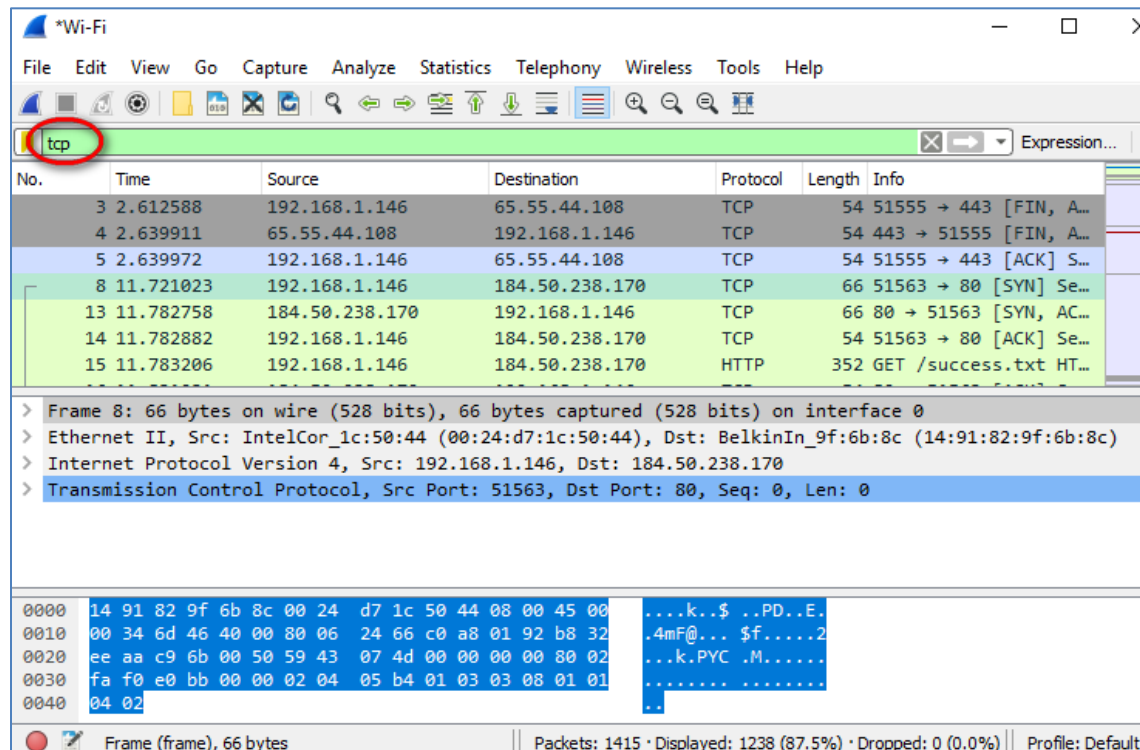 *Wi-Fi
File Edit View Go Capture Analyze Statistics Telephony Wireless Tools Help
tcp Expression...
No. Time Source Destination Protocol Length Info
3 2.612588 192.168.1.146 65.55.44.108 TCP 54 51555 → 443 [FIN, A…
4 2.639911 65.55.44.108 192.168.1.146 TCP 54 443 → 51555 [FIN, A…
5 2.639972 192.168.1.146 65.55.44.108 TCP 54 51555 → 443 [ACK] S…
8 11.721023 192.168.1.146 184.50.238.170 TCP 66 51563 → 80 [SYN] Se…
13 11.782758 184.50.238.170 192.168.1.146 TCP 66 80 → 51563 [SYN, AC…
14 11.782882 192.168.1.146 184.50.238.170 TCP 54 51563 → 80 [ACK] Se…
15 11.783206 192.168.1.146 184.50.238.170 HTTP 352 GET /success.txt HT…
> Frame 8: 66 bytes on wire (528 bits), 66 bytes captured (528 bits) on interface 0
> Ethernet II, Src: IntelCor_1c:50:44 (00:24:d7:1c:50:44), Dst: BelkinIn_9f:6b:8c (14:91:82:9f:6b:8c)
> Internet Protocol Version 4, Src: 192.168.1.146, Dst: 184.50.238.170
> Transmission Control Protocol, Src Port: 51563, Dst Port: 80, Seq: 0, Len: 0
0000 14 91 82 9f 6b 8c 00 24 d7 1c 50 44 08 00 45 00 ....k..$ ..PD..E.
0010 00 34 6d 46 40 00 80 06 24 66 c0 a8 01 92 b8 32 .4mF@... $f.....2
0020 ee aa c9 6b 00 50 59 43 07 4d 00 00 00 00 80 02 ...k.PYC .M......
0030 fa f0 e0 bb 00 00 02 04 05 b4 01 03 03 08 01 01 ........ ........
0040 04 02 ..
Frame (frame), 66 bytes Packets: 1415 · Displayed: 1238 (87.5%) · Dropped: 0 (0.0%) Profile: Default